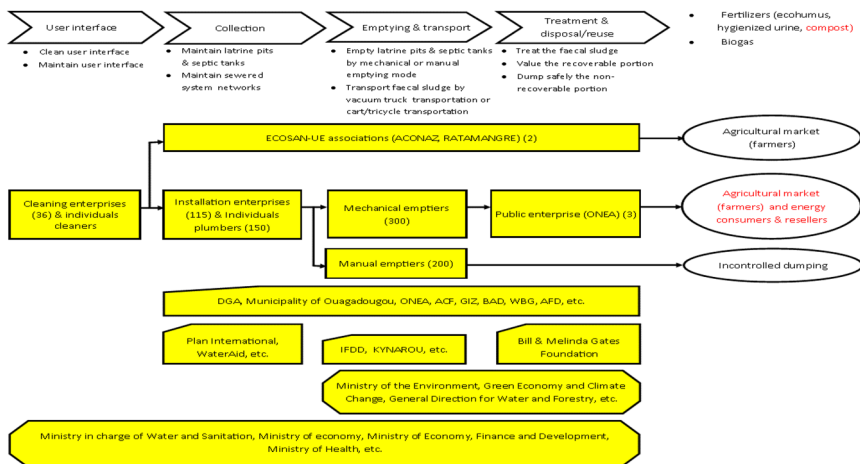 User interface
Collection
Emptying & transport
Treatment &
disposal/reuse
• Fertilizers (ecohumus,
hygienized urine, compost)
• Biogas
• Clean user interface
• Maintain user interface
• Maintain latrine pits
& septic tanks
• Maintain sewered
system networks
• Empty latrine pits & septic tanks
by mechanical or manual
emptying mode
• Transport faecal sludge by
vacuum truck transportation or
cart/tricycle transportation
• Treat the faecal sludge
• Value the recoverable portion
• Dump safely the non-
recoverable portion
ECOSAN-UE associations (ACONAZ, RATAMANGRE) (2)
Agricultural market
(farmers)
Cleaning enterprises
(36) & individuals
cleaners
Installation enterprises
(115) & Individuals
plumbers (150)
Mechanical emptiers
(300)
Public enterprise (ONEA) (3)
Agricultural market
(farmers) and energy
consumers & resellers
Manual emptiers (200)
Incontrolled dumping
DGA, Municipality of Ouagadougou, ONEA, ACF, GIZ, BAD, WBG, AFD, etc.
Plan International,
WaterAid, etc.
IFDD, KYNAROU, etc.
Bill & Melinda Gates
Foundation
Ministry of the Environment, Green Economy and Climate
Change, General Direction for Water and Forestry, etc.
Ministry in charge of Water and Sanitation, Ministry of economy, Ministry of Economy, Finance and Development,
Ministry of Health, etc.